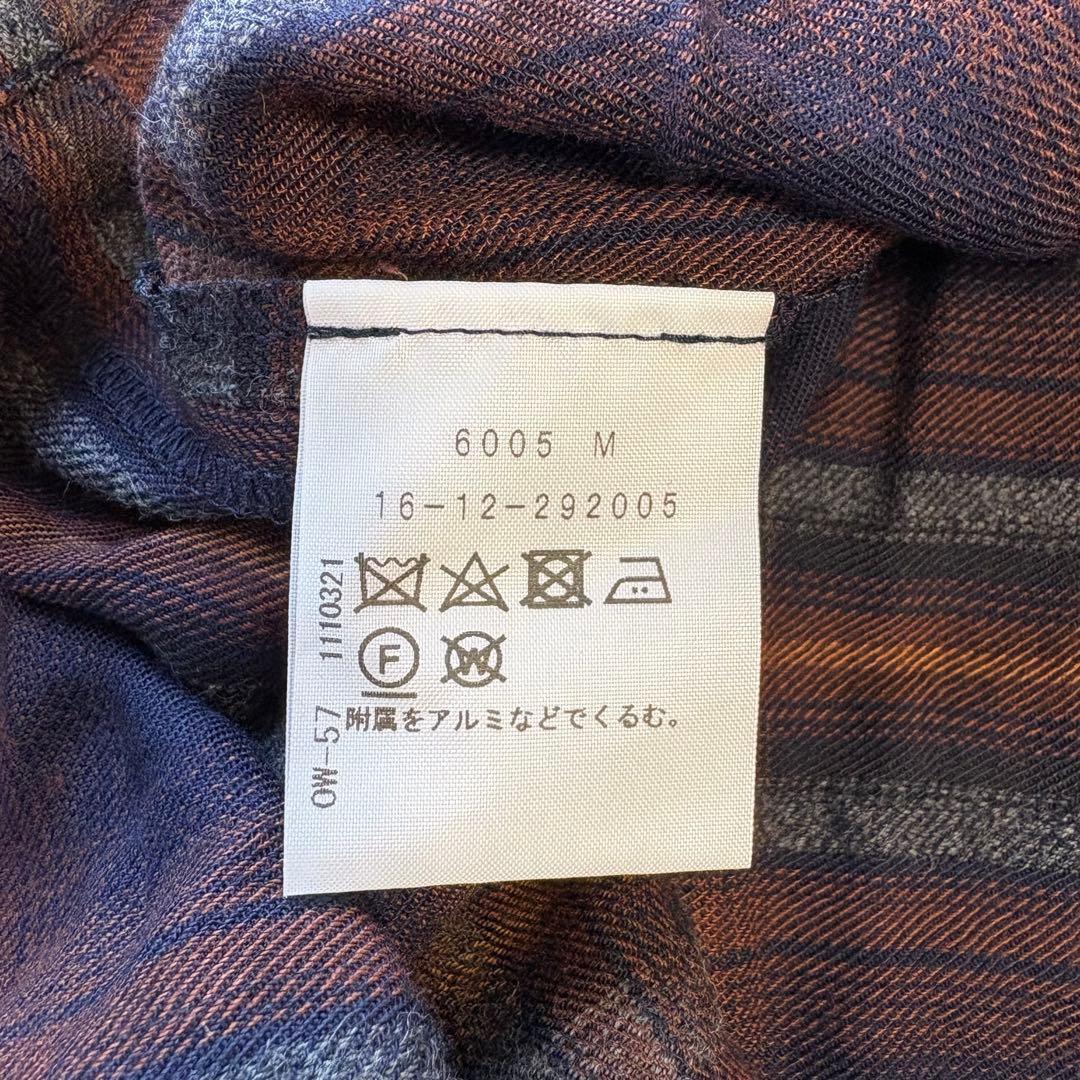 6005 M
16-12-292005
F
W
附属をアルミなどでくるむ。
OW-57 1110321